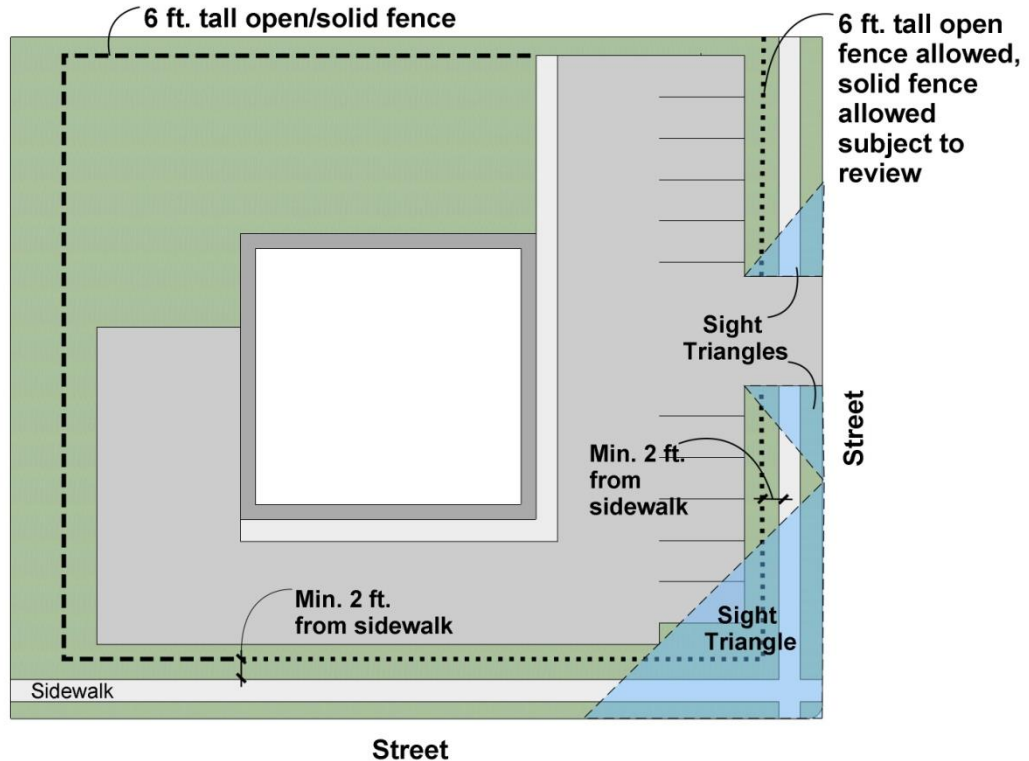 6 ft. tall open/solid fence
6 ft. tall open
fence allowed,
solid fence
allowed
subject to
review
Sight
Triangles
Street
Min. 2 ft.
from
sidewalk
Min. 2 ft.
from sidewalk
Sight
Triangle
Sidewalk
Street